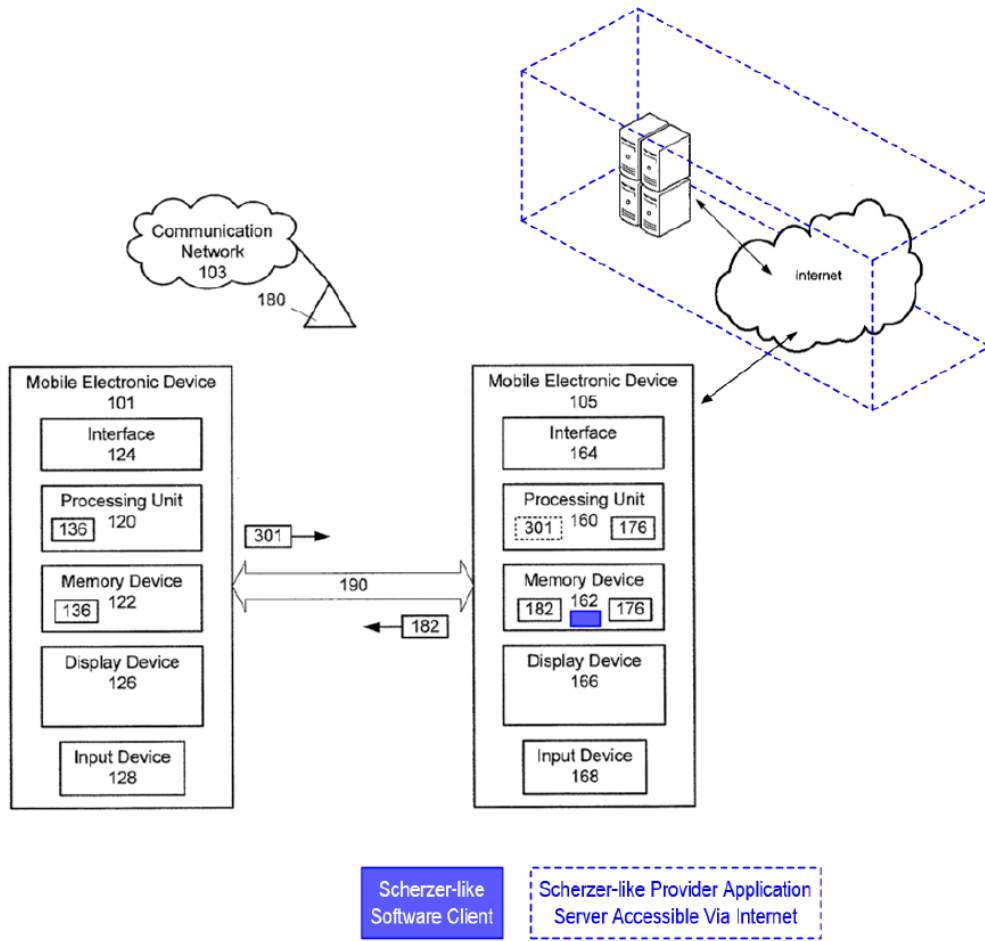 Communication
Network
103
180
internet
Mobile Electronic Device
101
Interface
124
Processing Unit
136
120
Memory Device
136
122
Display Device
126
Input Device
128
301
190
182
Mobile Electronic Device
105
Interface
164
Processing Unit
301
160
176
Memory Device
182
162
176
Display Device
166
Input Device
168
Scherzer-like
Software Client
Scherzer-like Provider Application
Server Accessible Via Internet